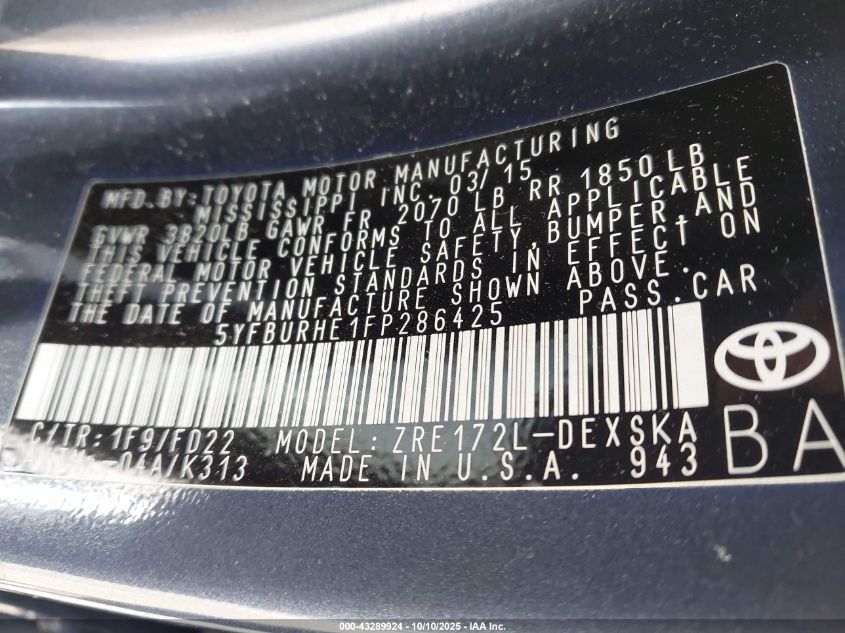 MFD.BY:TOYOTA MOTOR MANUFACTURING
MISSISSIPPI INC. 03/15
GVWR 3820LB GAWR FR 2070 LB RR 1850LB
THIS VEHICLE CONFORMS TO ALL APPLICABLE
FEDERAL MOTOR VEHICLE SAFETY,BUMPER,AND
THEFT PREVENTION STANDARDS IN EFFECT ON
THE DATE OF MANUFACTURE SHOWN ABOVE.
5YFBURHE1FP286425 PASS.CAR
C/TR:1F9/FD22 MODEL: ZRE172L-DEXSKA
-04A/K313 MADE IN U.S.A. 943
BA
000-43289924 - 10/10/2025 - IAA Inc.